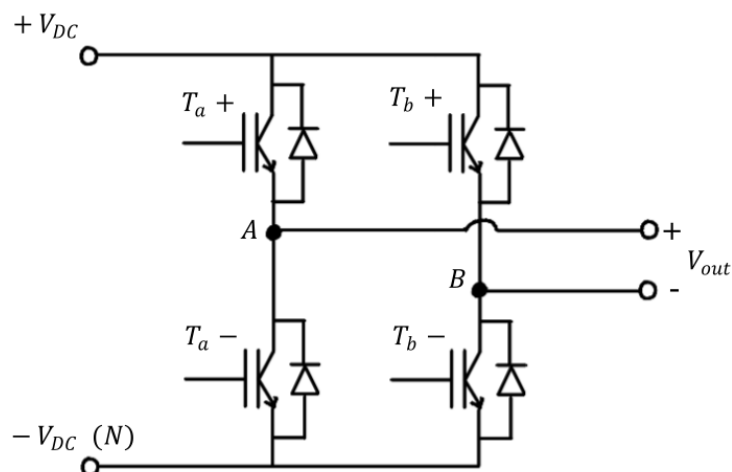 + V_DC
T_a +
T_b +
A
+
V_out
B
-
T_a −
T_b −
− V_DC (N)